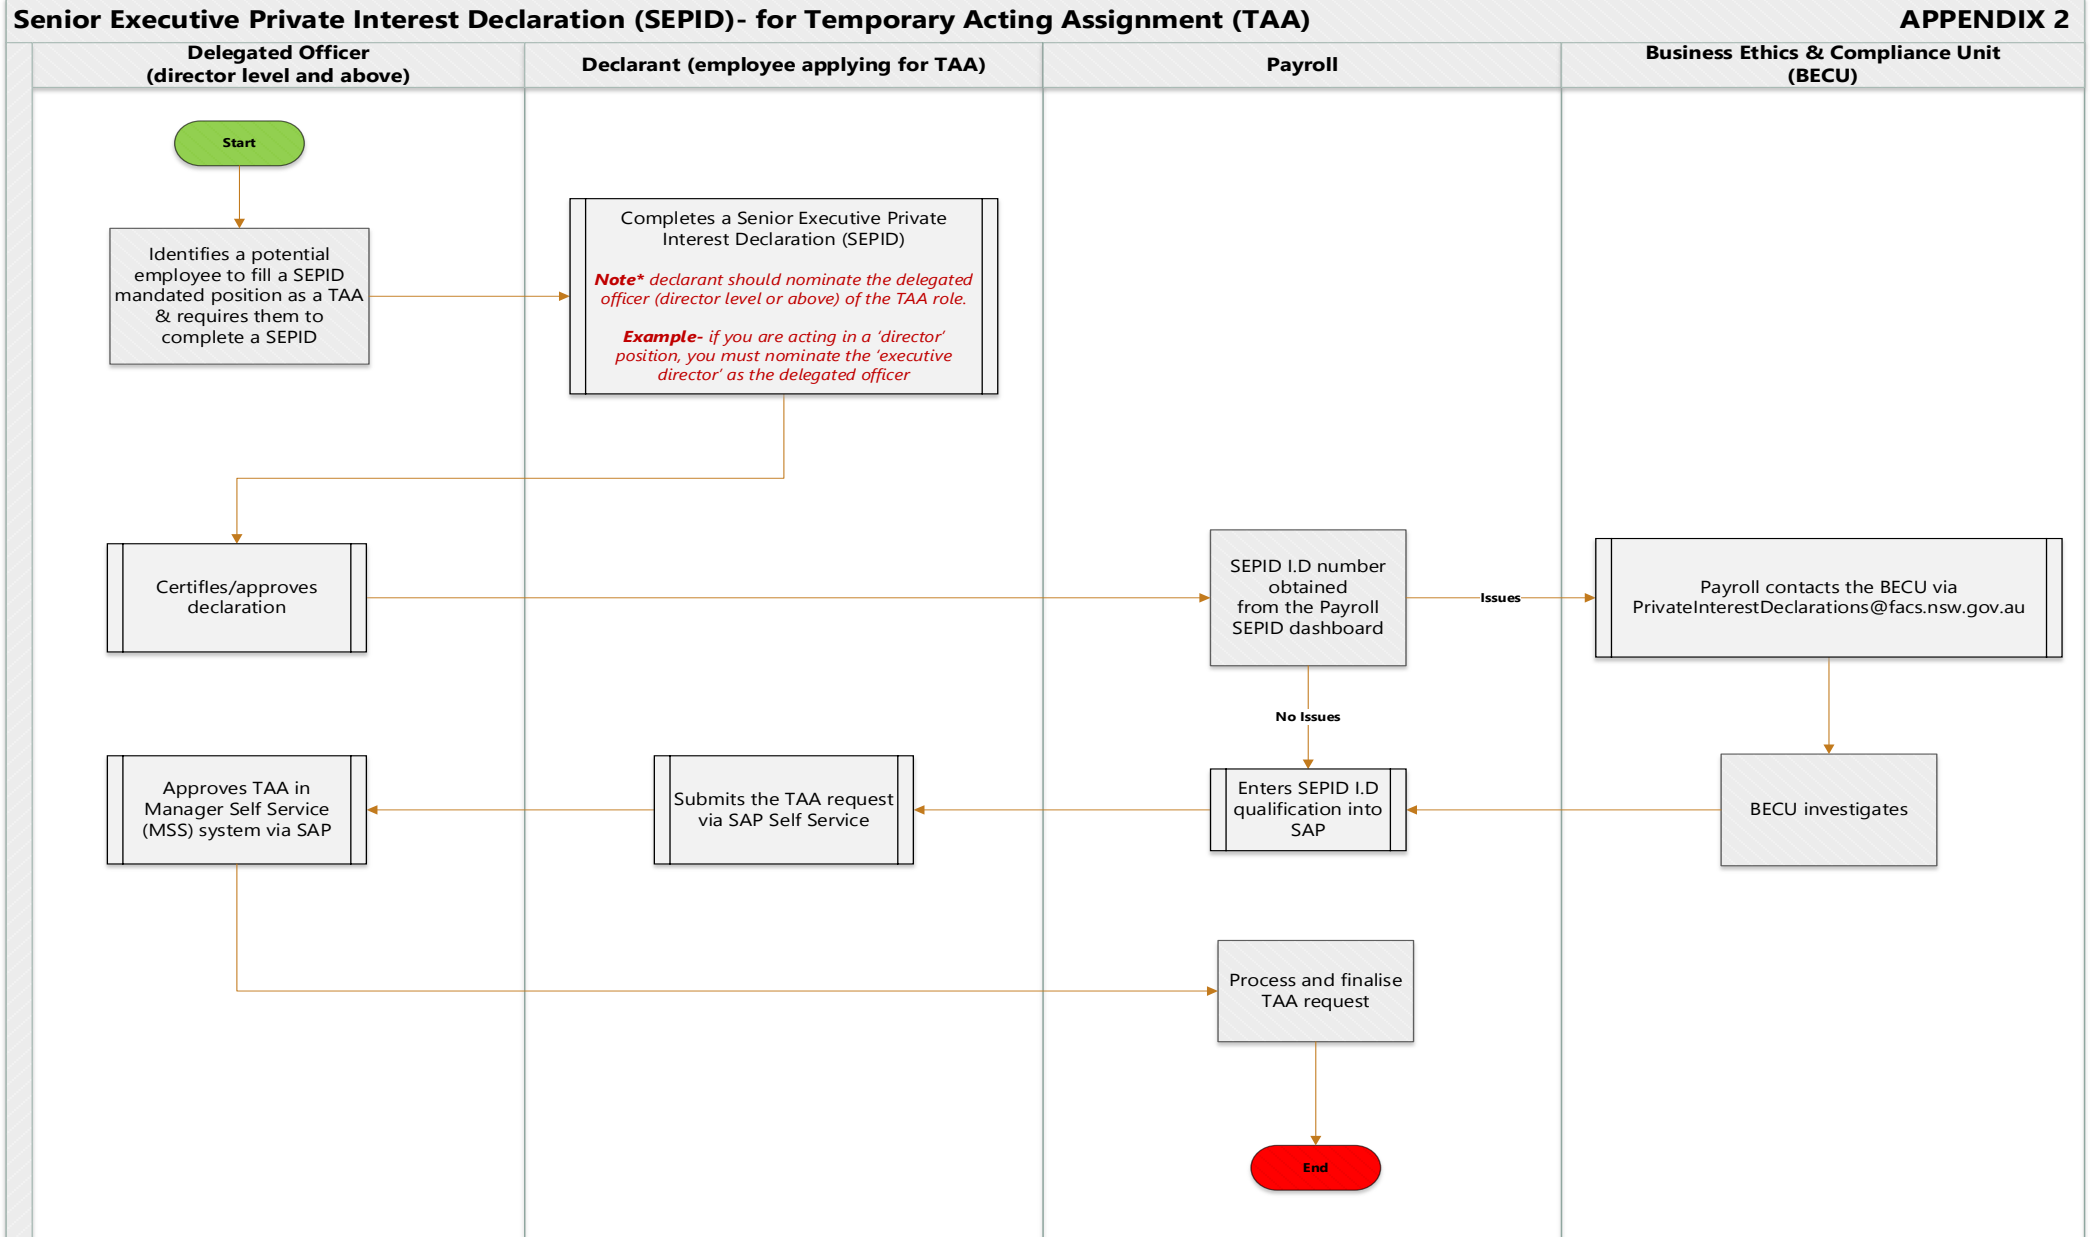 Senior Executive Private Interest Declaration (SEPID)- for Temporary Acting Assignment (TAA)
APPENDIX 2
Delegated Officer
(director level and above)
Declarant (employee applying for TAA)
Payroll
Business Ethics & Compliance Unit
(BECU)
Start
Identifies a potential
employee to fill a SEPID
mandated position as a TAA
& requires them to
complete a SEPID
Completes a Senior Executive Private
Interest Declaration (SEPID)
Note* declarant should nominate the delegated
officer (director level or above) of the TAA role.
Example- if you are acting in a ‘director’
position, you must nominate the ‘executive
director’ as the delegated officer
Certifies/approves
declaration
SEPID I.D number
obtained
from the Payroll
SEPID dashboard
Issues
Payroll contacts the BECU via
PrivateInterestDeclarations@facs.nsw.gov.au
No Issues
Approves TAA in
Manager Self Service
(MSS) system via SAP
Submits the TAA request
via SAP Self Service
Enters SEPID I.D
qualification into
SAP
BECU investigates
Process and finalise
TAA request
End